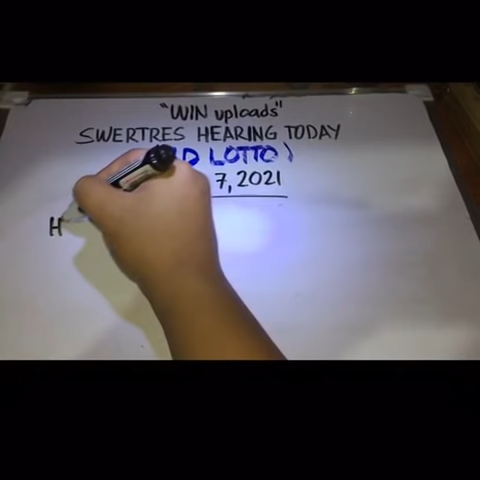 "WIN uploads"
SWERTRES HEARING TODAY
D LOTTO)
7, 2021
H